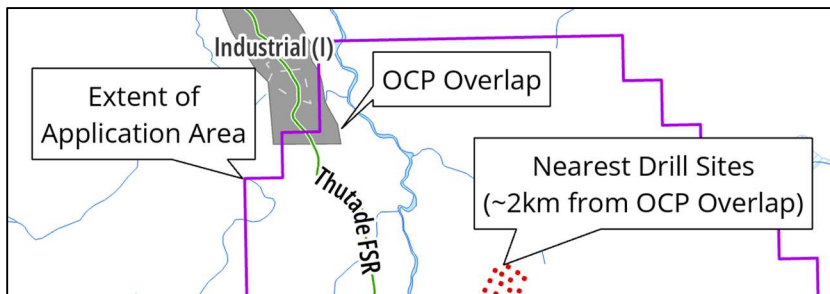 Industrial (I)
OCP Overlap
Extent of
Application Area
Nearest Drill Sites
(~2km from OCP Overlap)
Thutade FSR